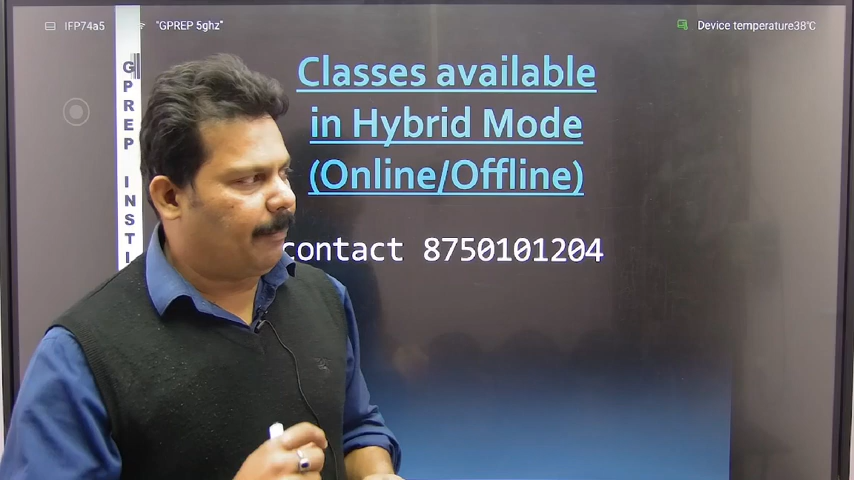 IFP74a5
"GPREP 5ghz"
Device temperature38℃
GPREP INSTI
Classes available
in Hybrid Mode
(Online/Offline)
contact 8750101204